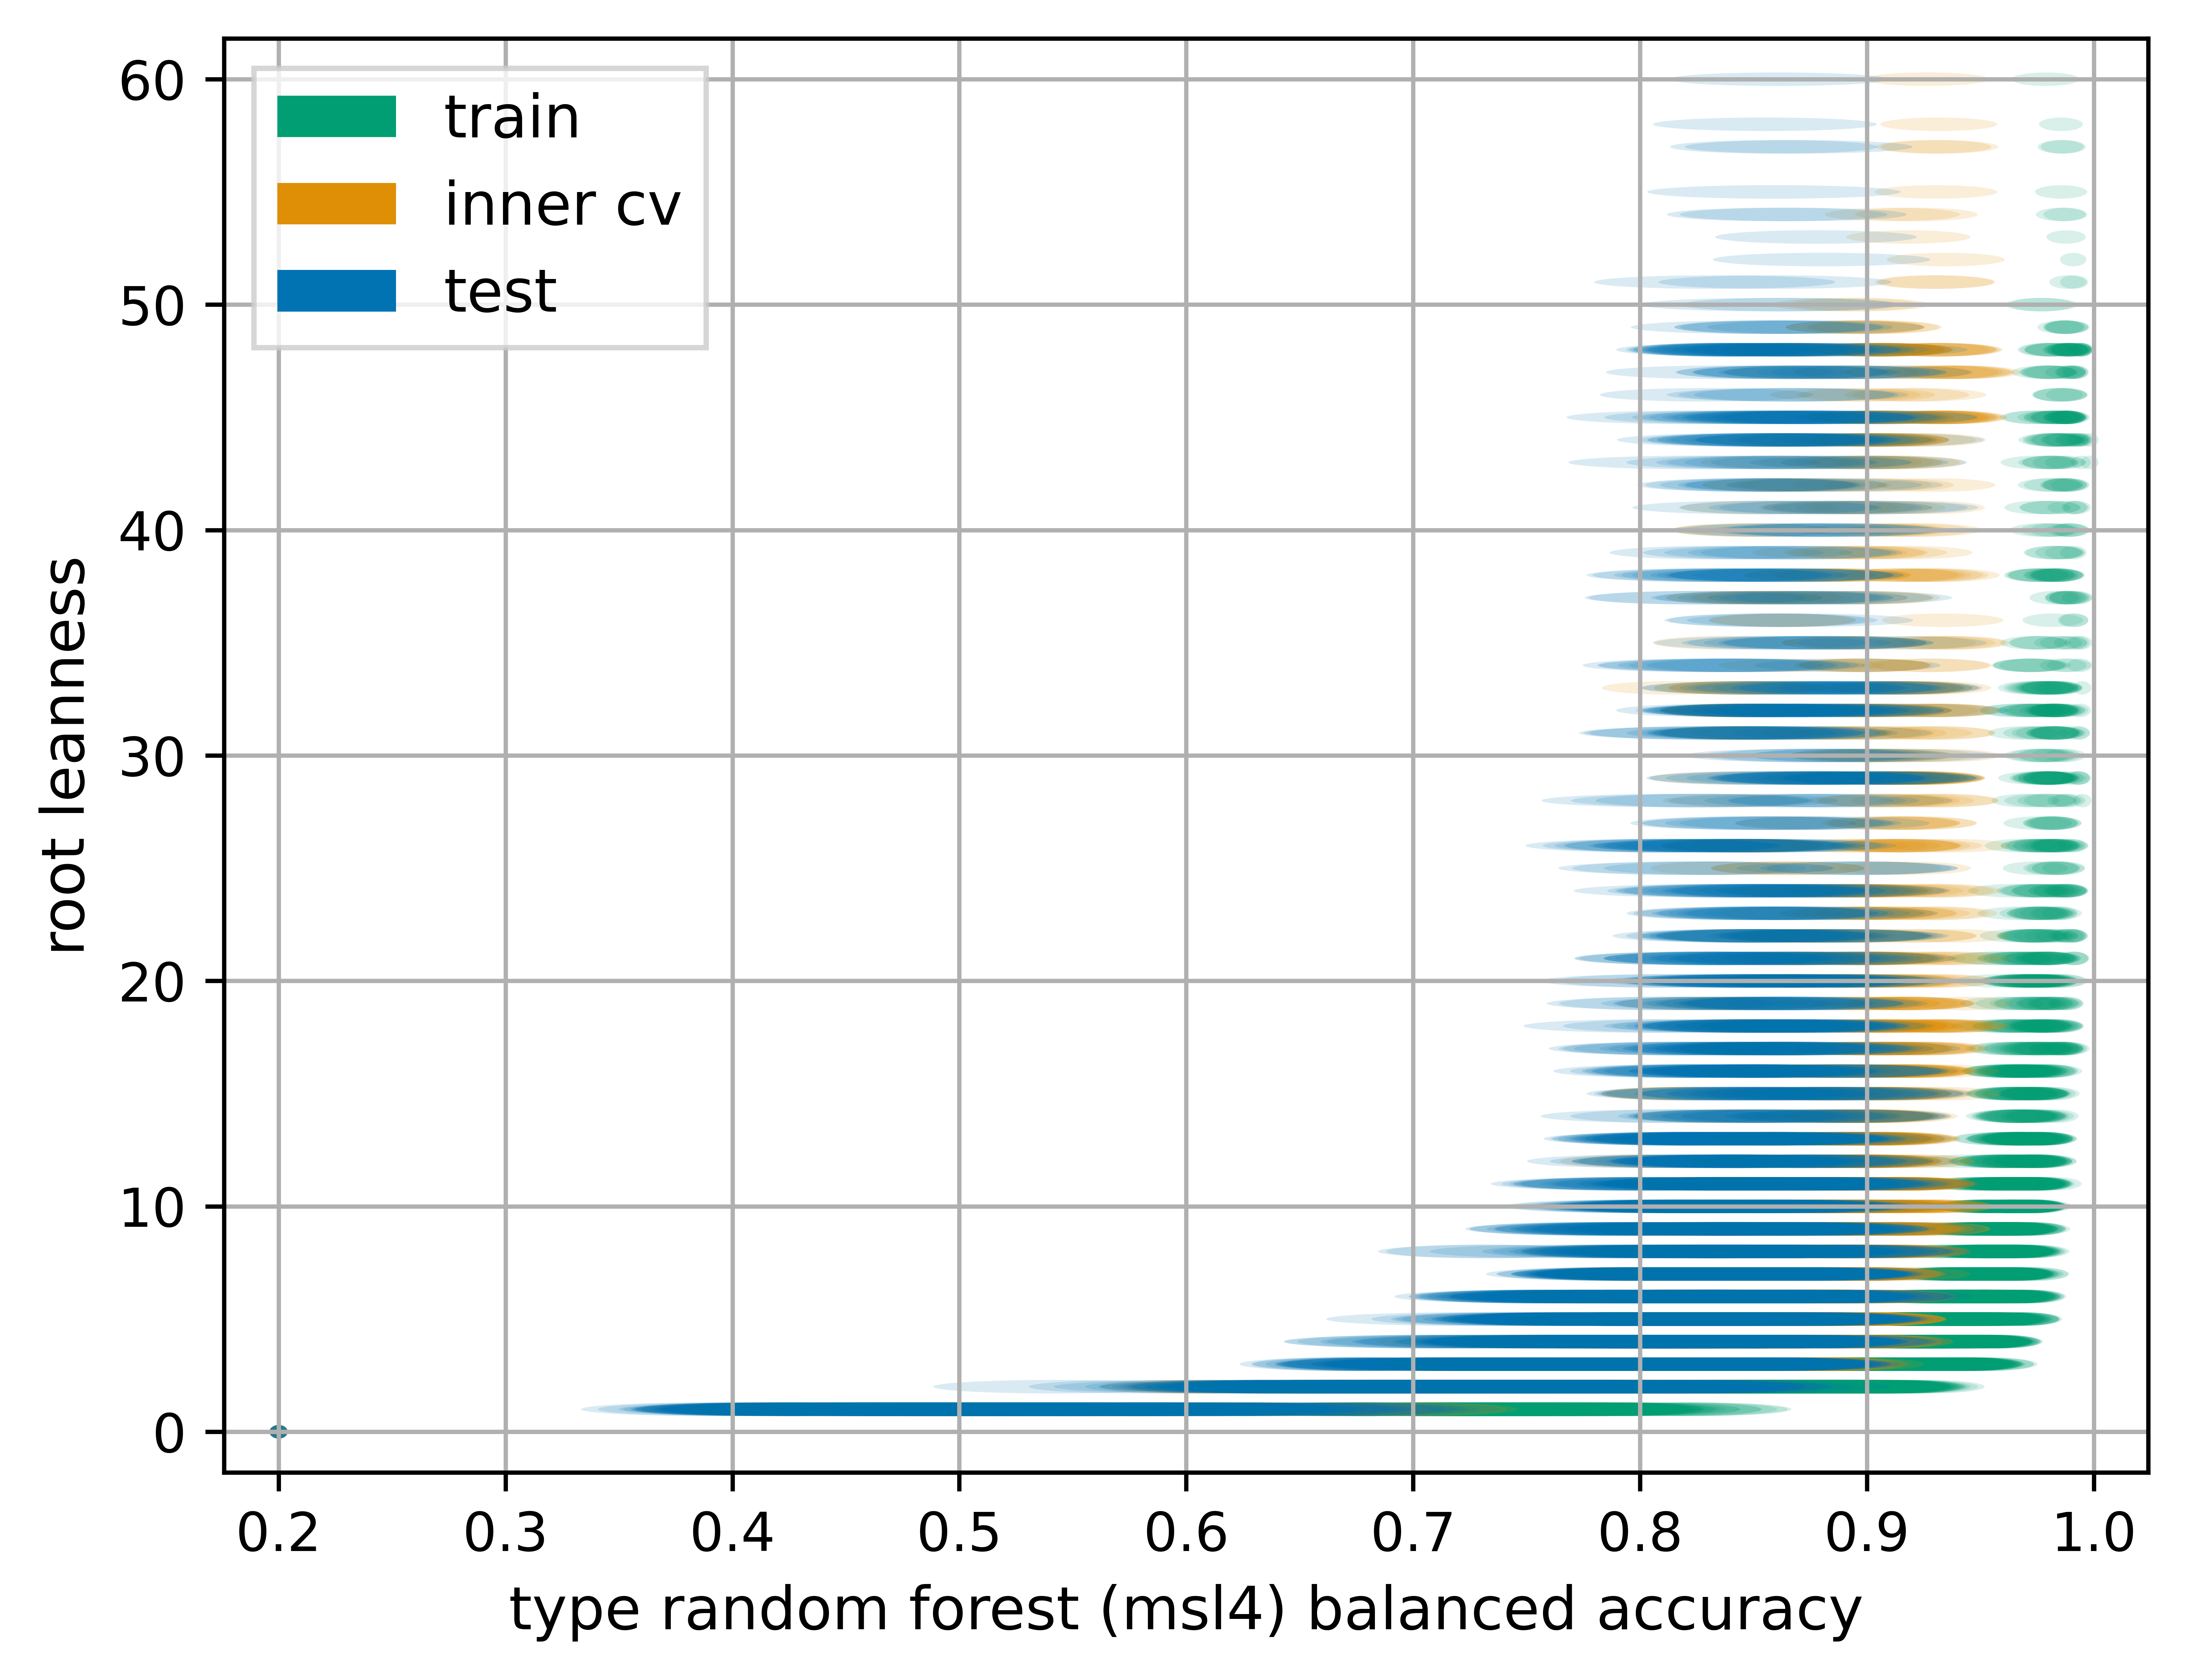 train
inner cv
test
60
50
40
30
20
10
0
root leanness
0.2 0.3 0.4 0.5 0.6 0.7 0.8 0.9 1.0
type random forest (msl4) balanced accuracy